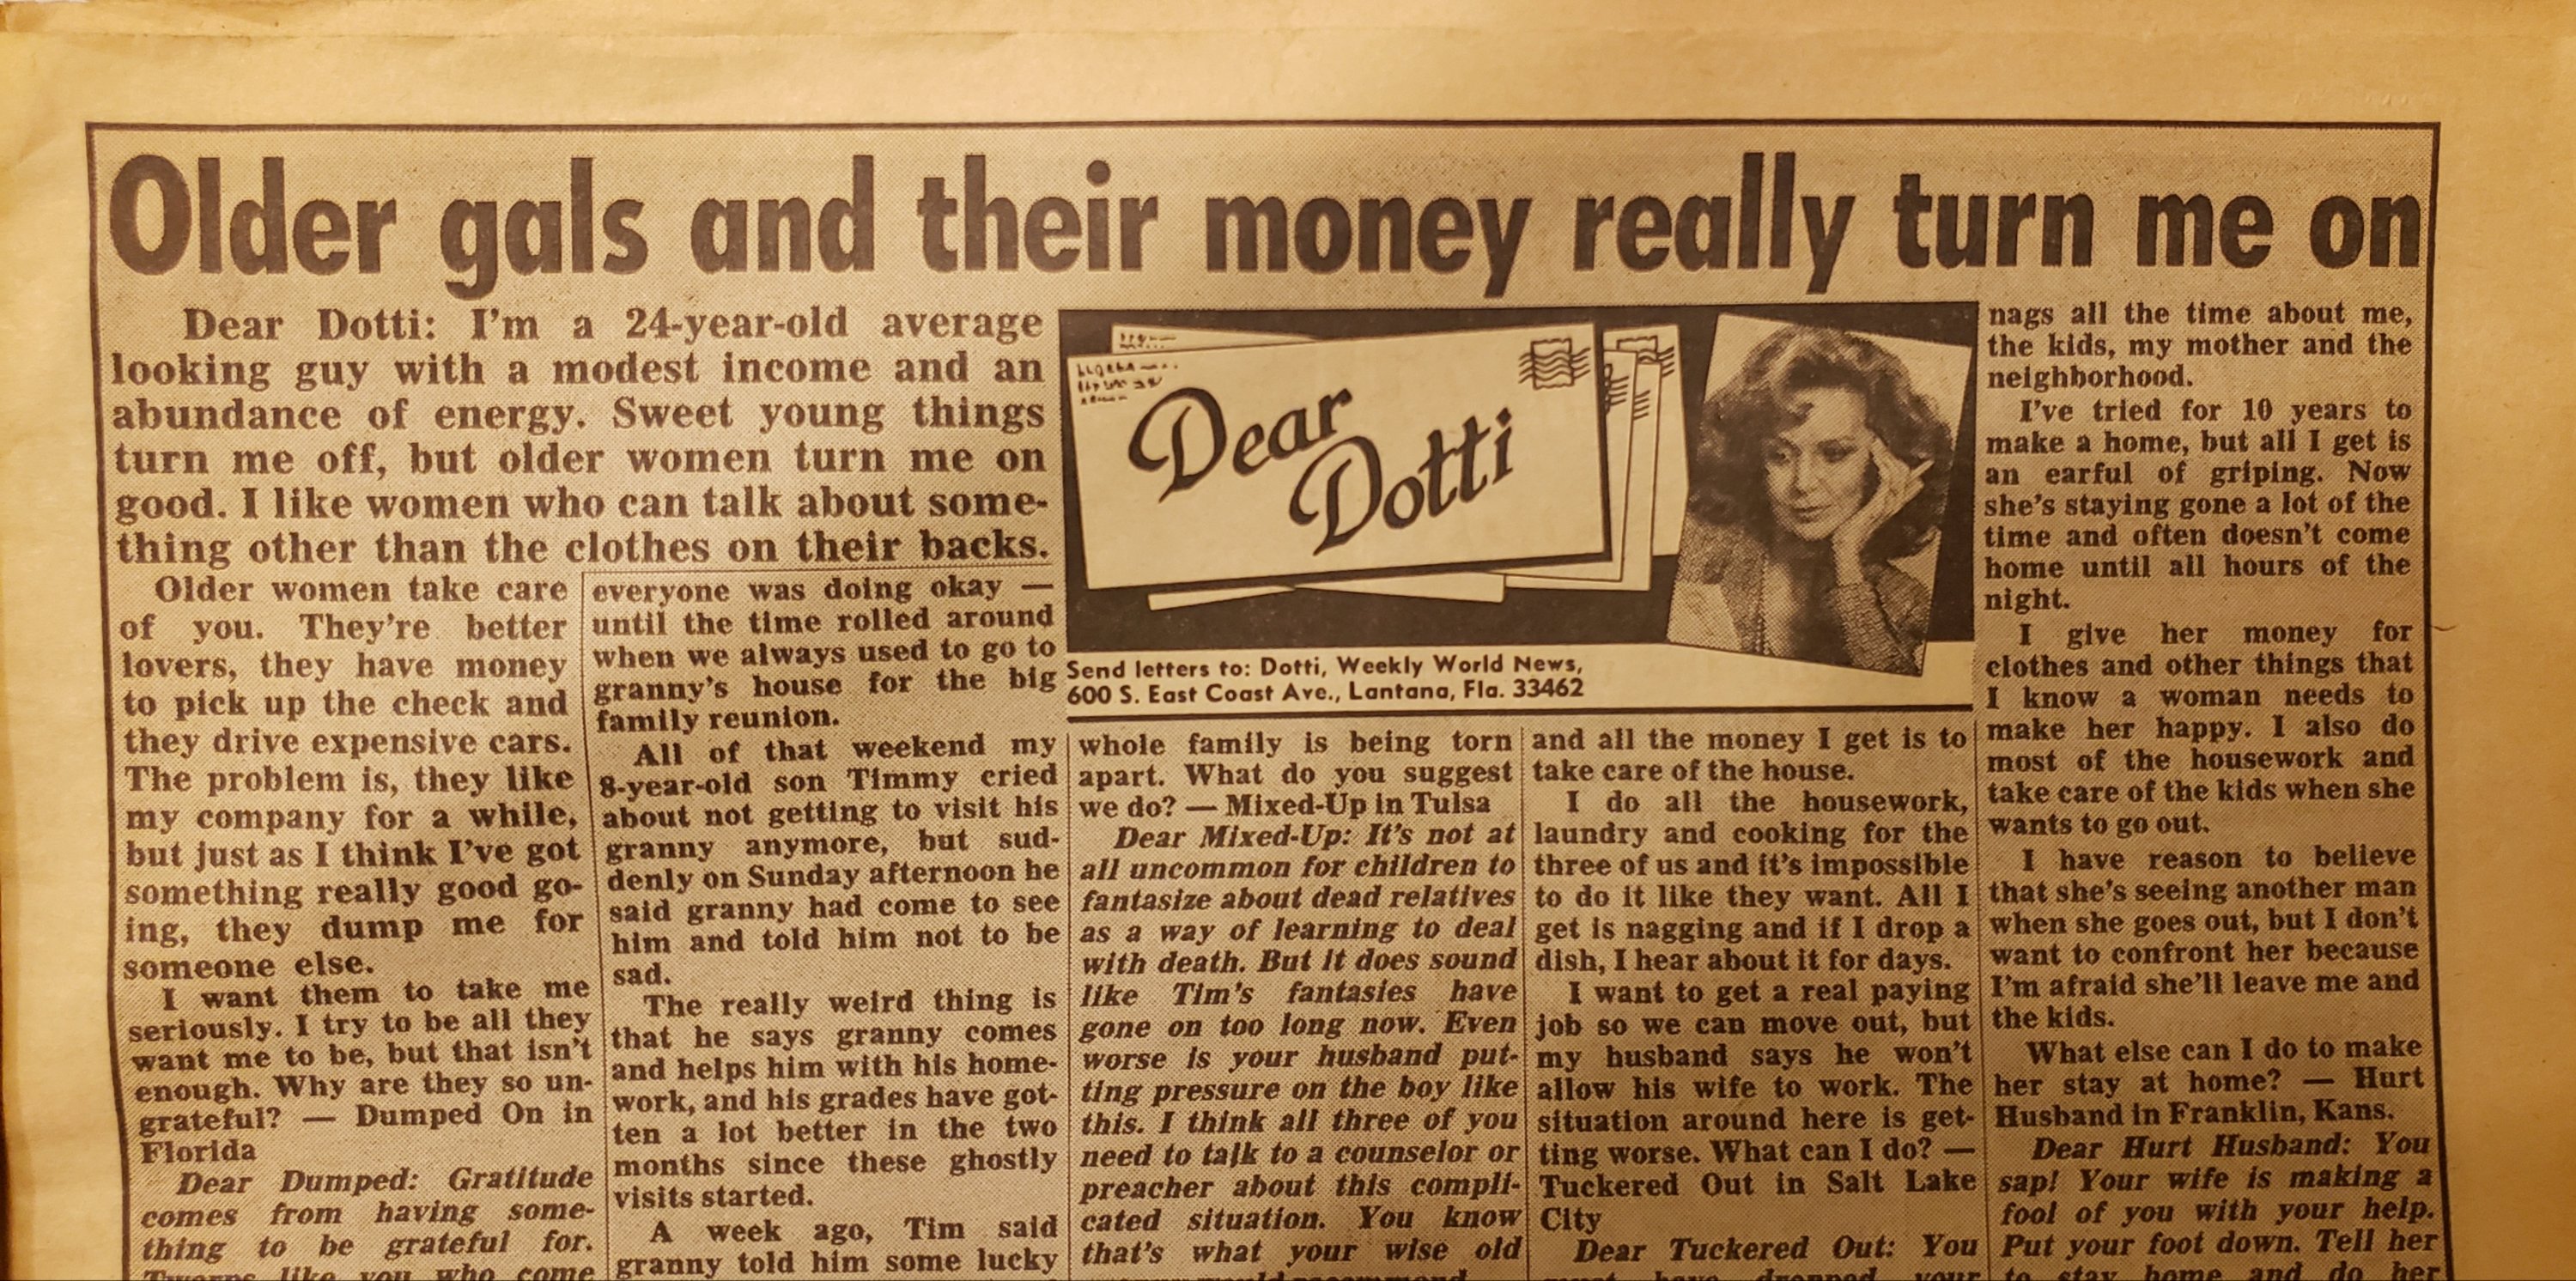 Older gals and their money really turn me on
Dear Dotti: I'm a 24-year-old average
looking guy with a modest income and an
abundance of energy. Sweet young things
turn me off, but older women turn me on
good. I like women who can talk about some-
thing other than the clothes on their backs.
Older women take care
of you. They're better
lovers, they have money
to pick up the check and
they drive expensive cars.
The problem is, they like
my company for a while,
but just as I think I've got
something really good go-
ing, they dump me for
someone else.
I want them to take me
seriously. I try to be all they
want me to be, but that isn't
enough. Why are they so un-
grateful? — Dumped On in
Florida
Dear Dumped: Gratitude
comes from having some-
thing to be grateful for.
like you who come
everyone was doing okay —
until the time rolled around
when we always used to go to
granny's house for the big
family reunion.
All of that weekend my
8-year-old son Timmy cried
about not getting to visit his
granny anymore, but sud-
denly on Sunday afternoon he
said granny had come to see
him and told him not to be
sad.
The really weird thing is
that he says granny comes
and helps him with his home-
work, and his grades have got-
ten a lot better in the two
months since these ghostly
visits started.
A week ago, Tim said
granny told him some lucky
Dear
Dotti
Send letters to: Dotti, Weekly World News,
600 S. East Coast Ave., Lantana, Fla. 33462
whole family is being torn
apart. What do you suggest
we do? — Mixed-Up in Tulsa
Dear Mixed-Up: It's not at
all uncommon for children to
fantasize about dead relatives
as a way of learning to deal
with death. But it does sound
like Tim's fantasies have
gone on too long now. Even
worse is your husband put-
ting pressure on the boy like
this. I think all three of you
need to talk to a counselor or
preacher about this compli-
cated situation. You know
that's what your wise old
and all the money I get is to
take care of the house.
I do all the housework,
laundry and cooking for the
three of us and it's impossible
to do it like they want. All I
get is nagging and if I drop a
dish, I hear about it for days.
I want to get a real paying
job so we can move out, but
my husband says he won't
allow his wife to work. The
situation around here is get-
ting worse. What can I do? —
Tuckered Out in Salt Lake
City
Dear Tuckered Out: You
must have dropped your
nags all the time about me,
the kids, my mother and the
neighborhood.
I've tried for 10 years to
make a home, but all I get is
an earful of griping. Now
she's staying gone a lot of the
time and often doesn't come
home until all hours of the
night.
I give her money for
clothes and other things that
I know a woman needs to
make her happy. I also do
most of the housework and
take care of the kids when she
wants to go out.
I have reason to believe
that she's seeing another man
when she goes out, but I don't
want to confront her because
I'm afraid she'll leave me and
the kids.
What else can I do to make
her stay at home? — Hurt
Husband in Franklin, Kans.
Dear Hurt Husband: You
sap! Your wife is making a
fool of you with your help.
Put your foot down. Tell her
to stay home and do her